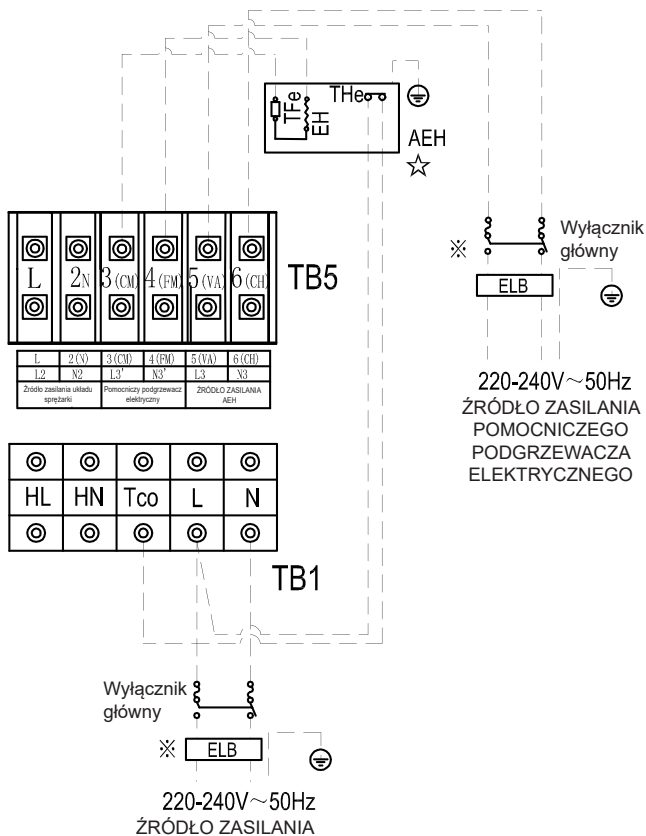 THe
TFe
EH
AEH
☆
L 2N 3(CM) 4(FM) 5(VA) 6(CH)
TB5
L 2(N) 3(CM) 4(FM) 5(VA) 6(CH)
L2 N2 L3' N3' L3 N3
Źródło zasilania układu sprężarki
Pomocniczy podgrzewacz elektryczny
ŹRÓDŁO ZASILANIA AEH
Wyłącznik
główny
※ ELB
220-240V~50Hz
ŹRÓDŁO ZASILANIA
POMOCNICZEGO
PODGRZEWACZA
ELEKTRYCZNEGO
HL HN Tco L N
TB1
Wyłącznik
główny
※ ELB
220-240V~50Hz
ŹRÓDŁO ZASILANIA